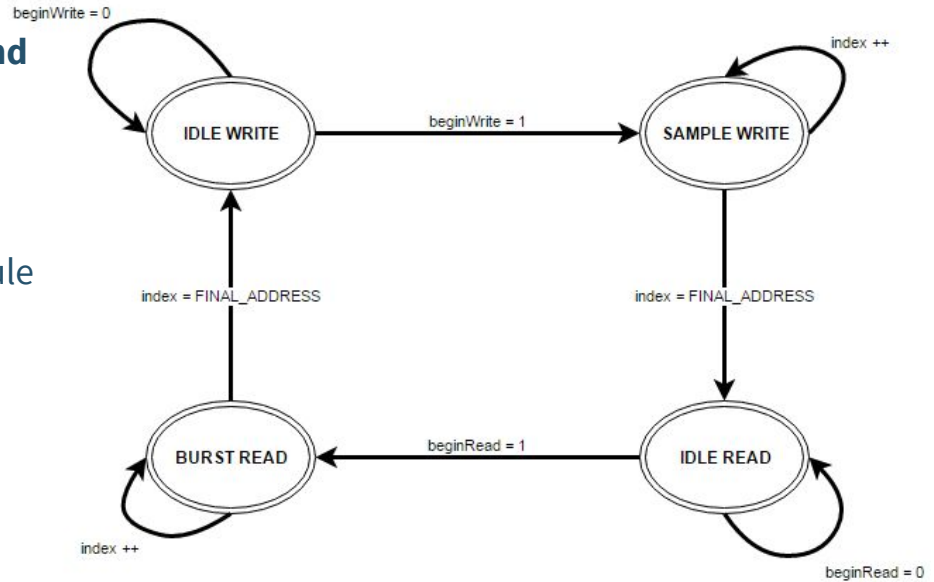 beginWrite = 0
nd
index ++
IDLE WRITE
beginWrite = 1
SAMPLE WRITE
ule
index = FINAL_ADDRESS
index = FINAL_ADDRESS
BURST READ
beginRead = 1
IDLE READ
index ++
beginRead = 0